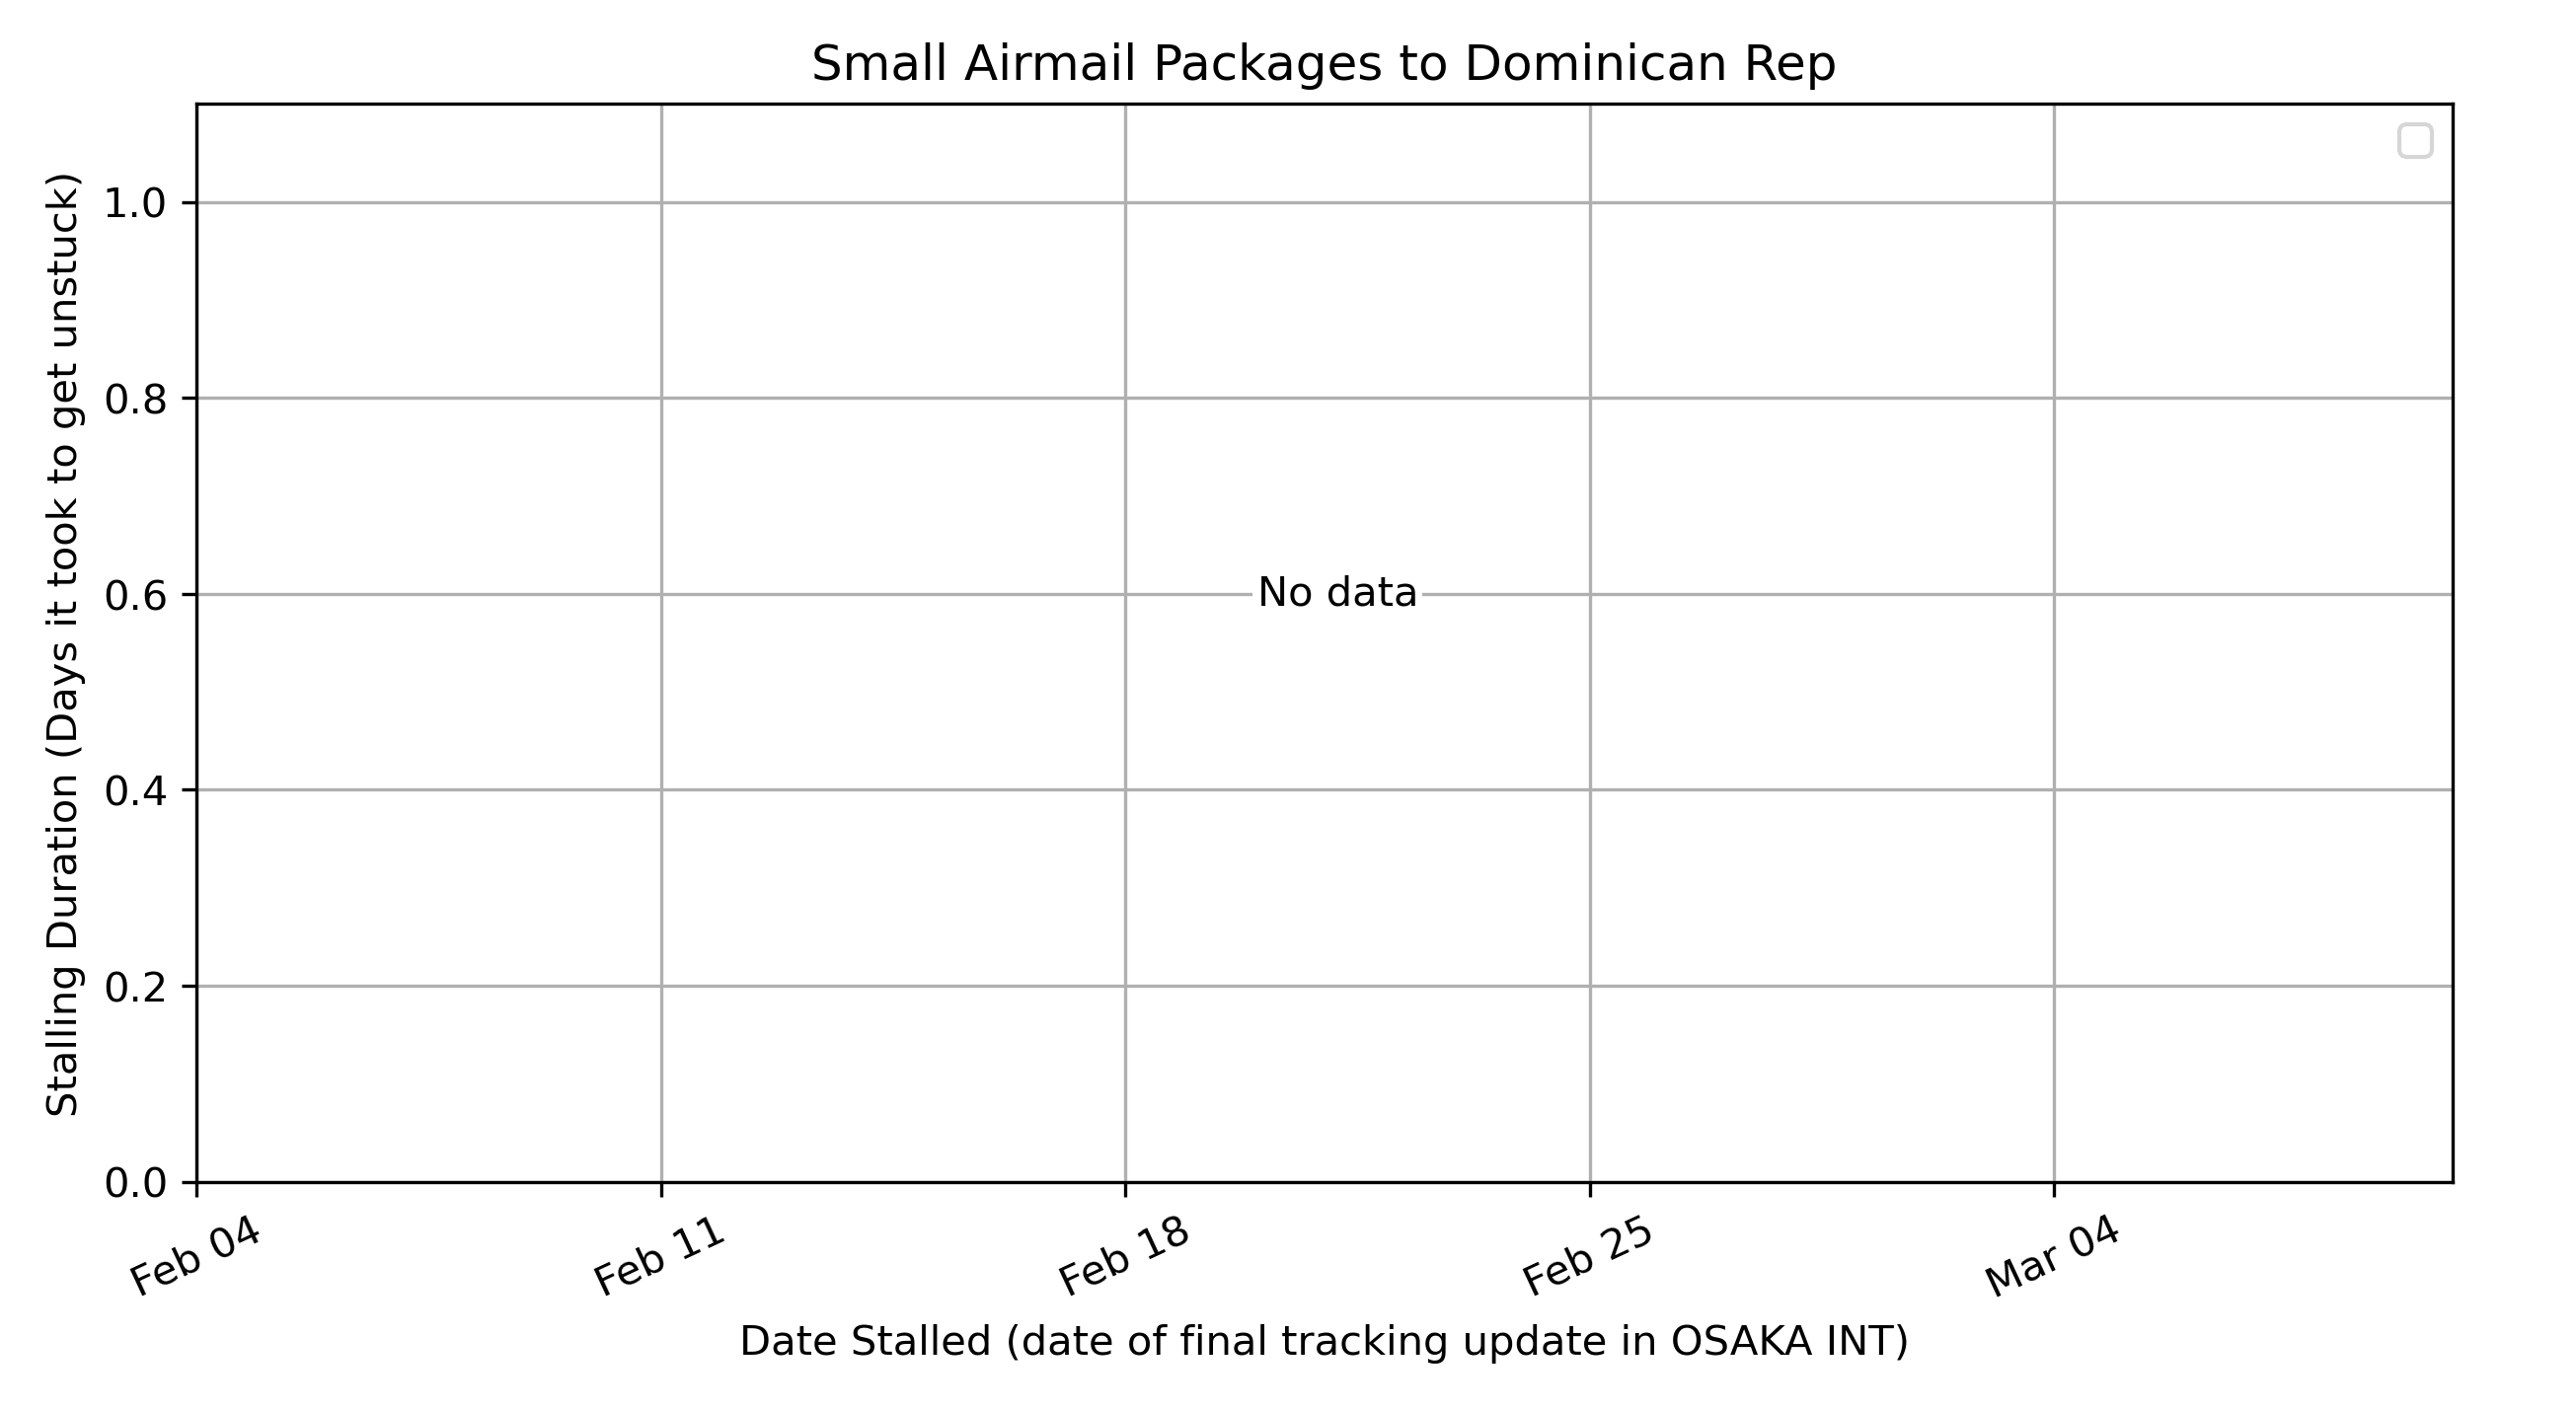 Small Airmail Packages to Dominican Rep
Stalling Duration (Days it took to get unstuck)
1.0
0.8
0.6
0.4
0.2
0.0
No data
Feb 04
Feb 11
Feb 18
Feb 25
Mar 04
Date Stalled (date of final tracking update in OSAKA INT)